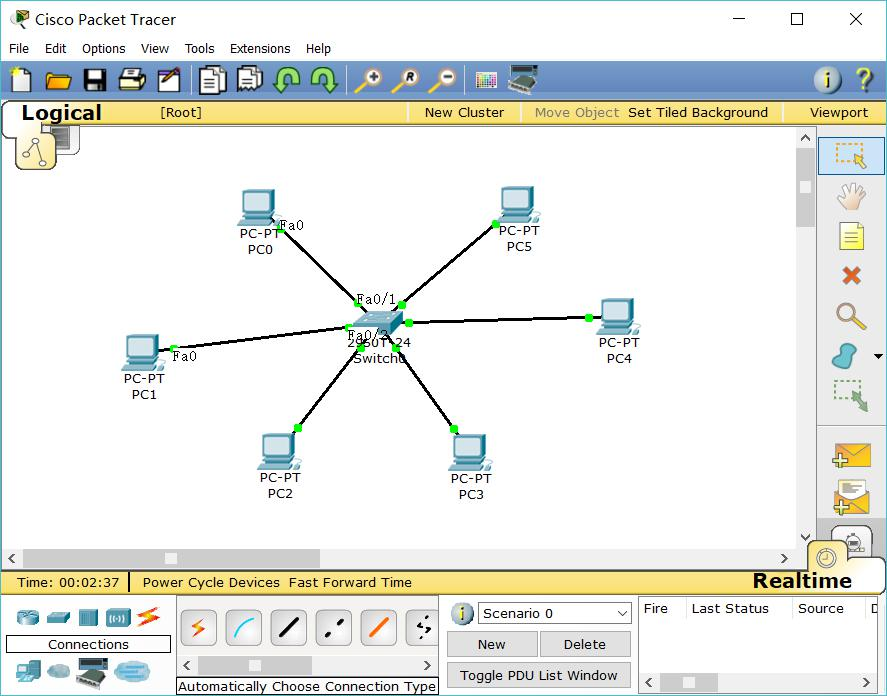 Cisco Packet Tracer
File Edit Options View Tools Extensions Help
Logical [Root] New Cluster Move Object Set Tiled Background Viewport
PC-PT
PC0
Fa0
PC-PT
PC5
Fa0/1
Fa0/2
2950T-24
Switch0
PC-PT
PC4
Fa0
PC-PT
PC1
PC-PT
PC2
PC-PT
PC3
Time: 00:02:37 Power Cycle Devices Fast Forward Time Realtime
Connections
Automatically Choose Connection Type
Scenario 0
New Delete
Toggle PDU List Window
Fire Last Status Source D